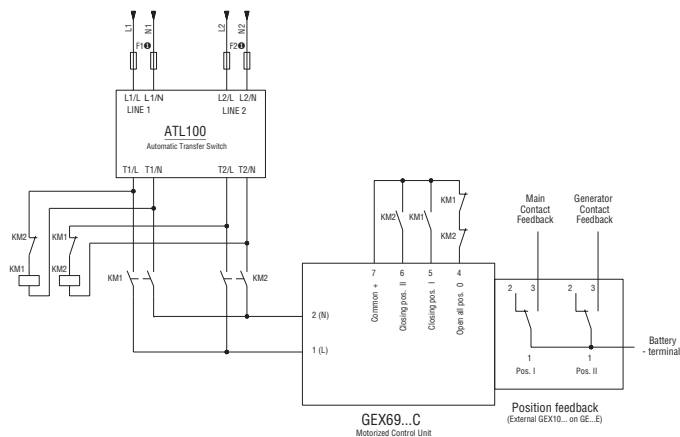 L1
N1
L2
N2
F1❶
F2❶
L1/L L1/N
L2/L L2/N
LINE 1
LINE 2
ATL100
Automatic Transfer Switch
T1/L T1/N
T2/L T2/N
KM2
KM1
KM1
KM2
KM1
KM2
KM2
KM1
KM1
KM2
7
6
5
4
Common +
Closing pos. II
Closing pos. I
Open all pos. O
2 (N)
1 (L)
GEX69...C
Motorized Control Unit
Main
Contact
Feedback
Generator
Contact
Feedback
2 3
2 3
1
1
Pos. I
Pos. II
Battery
- terminal
Position feedback
(External GEX10... on GE...E)